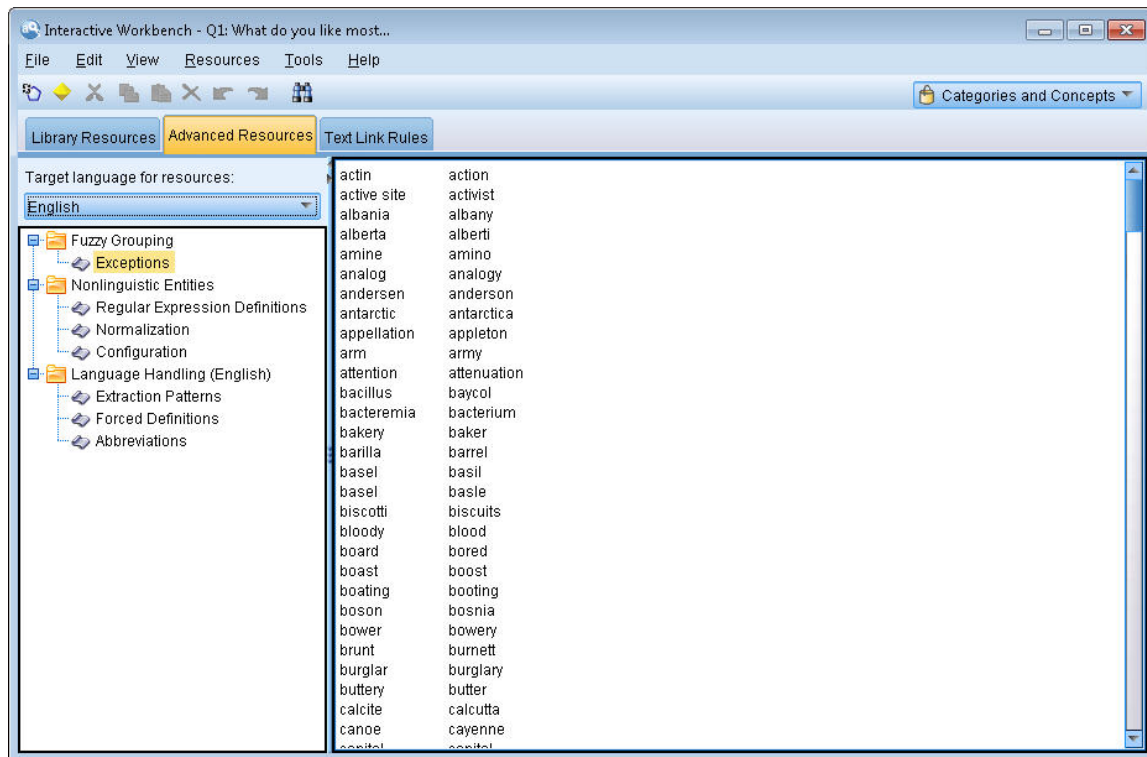 Interactive Workbench - Q1: What do you like most...
File Edit View Resources Tools Help
Categories and Concepts
Library Resources Advanced Resources Text Link Rules
Target language for resources:
English
Fuzzy Grouping
Exceptions
Nonlinguistic Entities
Regular Expression Definitions
Normalization
Configuration
Language Handling (English)
Extraction Patterns
Forced Definitions
Abbreviations
actin action
active site activist
albania albany
alberta alberti
amine amino
analog analogy
andersen anderson
antarctic antarctica
appellation appleton
arm army
attention attenuation
bacillus baycol
bacteremia bacterium
bakery baker
barilla barrel
basel basil
basel basle
biscotti biscuits
bloody blood
board bored
boast boost
boating booting
boson bosnia
bower bowery
brunt burnett
burglar burglary
buttery butter
calcite calcutta
canoe cayenne